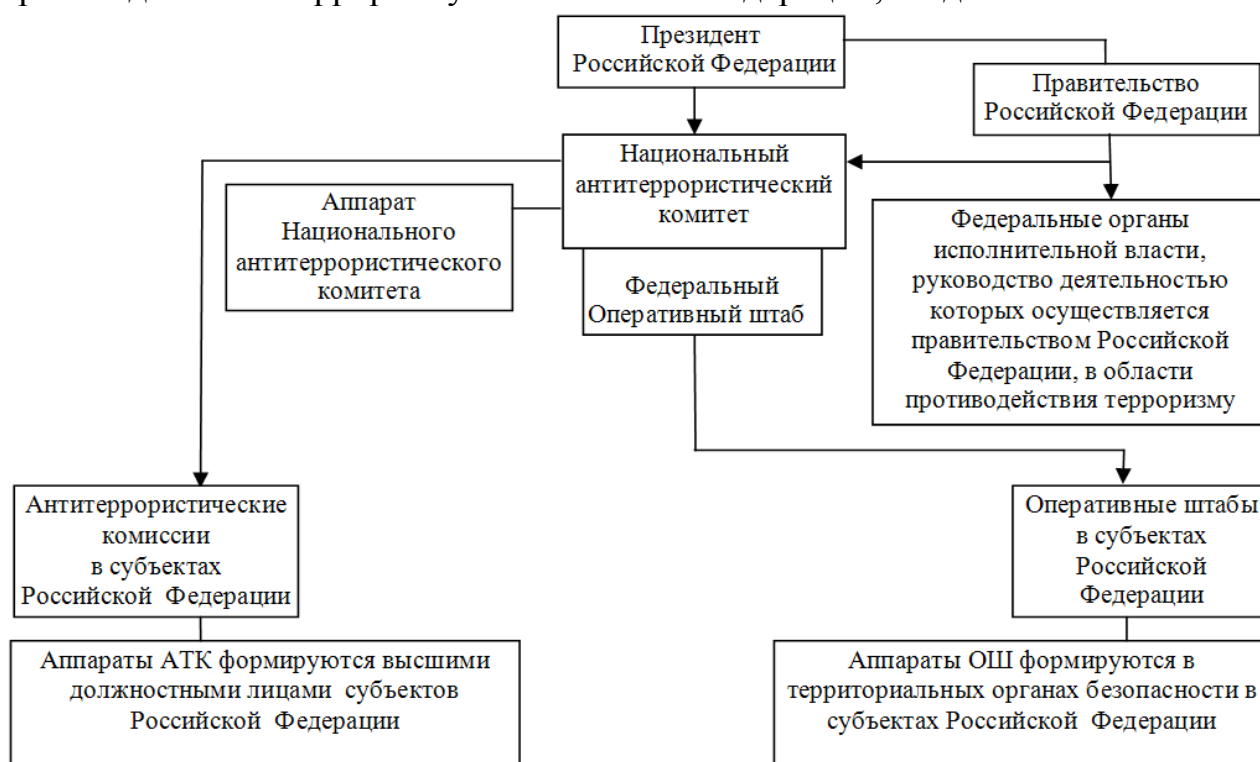 Президент
Российской Федерации
Правительство
Российской Федерации
Национальный
антитеррористический
комитет
Аппарат
Национального
антитеррористического
комитета
Федеральный
Оперативный штаб
Федеральные органы
исполнительной власти,
руководство деятельностью
которых осуществляется
правительством Российской
Федерации, в области
противодействия терроризму
Антитеррористические
комиссии
в субъектах
Российской Федерации
Оперативные штабы
в субъектах
Российской
Федерации
Аппараты АТК формируются высшими
должностными лицами субъектов
Российской Федерации
Аппараты ОШ формируются в
территориальных органах безопасности в
субъектах Российской Федерации